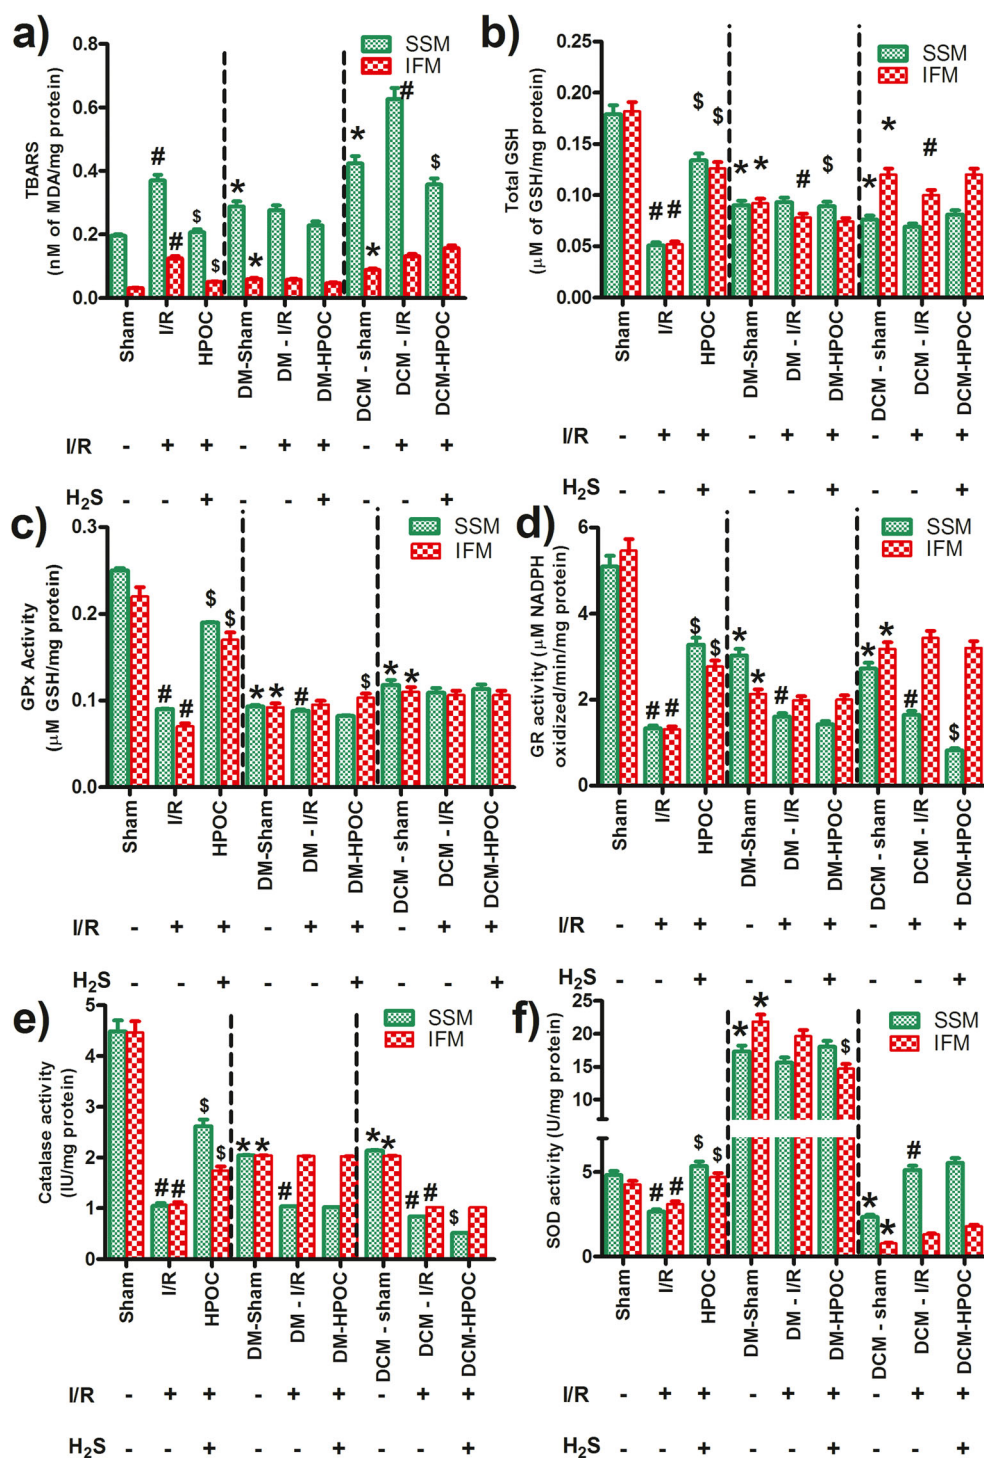 a)
TBARS
(nM of MDA/mg protein)
SSM
IFM
0.8
0.6
0.4
0.2
0.0
# # $ $ * * * * # $
Sham
I/R
HPOC
DM-Sham
DM - I/R
DM-HPOC
DCM - sham
DCM - I/R
DCM-HPOC
I/R - + + - + + - + +
H2S - - + - - + - - +
b)
Total GSH
(μM of GSH/mg protein)
SSM
IFM
0.25
0.20
0.15
0.10
0.05
0.00
# # $ $ * * # $ * * #
Sham
I/R
HPOC
DM-Sham
DM - I/R
DM-HPOC
DCM - sham
DCM - I/R
DCM-HPOC
I/R - + + - + + - + +
H2S - - + - - + - - +
c)
GPx Activity
(μM GSH/mg protein)
SSM
IFM
0.3
0.2
0.1
0.0
# # $ $ * * # $ * *
Sham
I/R
HPOC
DM-Sham
DM - I/R
DM-HPOC
DCM - sham
DCM - I/R
DCM-HPOC
I/R - + + - + + - + +
H2S - - + - - + - - +
d)
GR activity (μM NADPH
oxidized/min/mg protein)
SSM
IFM
6
4
2
0
# # $ $ * * # * * # $
Sham
I/R
HPOC
DM-Sham
DM - I/R
DM-HPOC
DCM - sham
DCM - I/R
DCM-HPOC
I/R - + + - + + - + +
H2S - - + - - + - - +
e)
Catalase activity
(IU/mg protein)
SSM
IFM
5
4
3
2
1
0
# # $ $ * * # * * # # $
Sham
I/R
HPOC
DM-Sham
DM - I/R
DM-HPOC
DCM - sham
DCM - I/R
DCM-HPOC
I/R - + + - + + - + +
H2S - - + - - + - - +
f)
SOD activity (U/mg protein)
SSM
IFM
25
20
15
10
5
0
# # $ $ * * $ * * #
Sham
I/R
HPOC
DM-Sham
DM - I/R
DM-HPOC
DCM - sham
DCM - I/R
DCM-HPOC
I/R - + + - + + - + +
H2S - - + - - + - - +